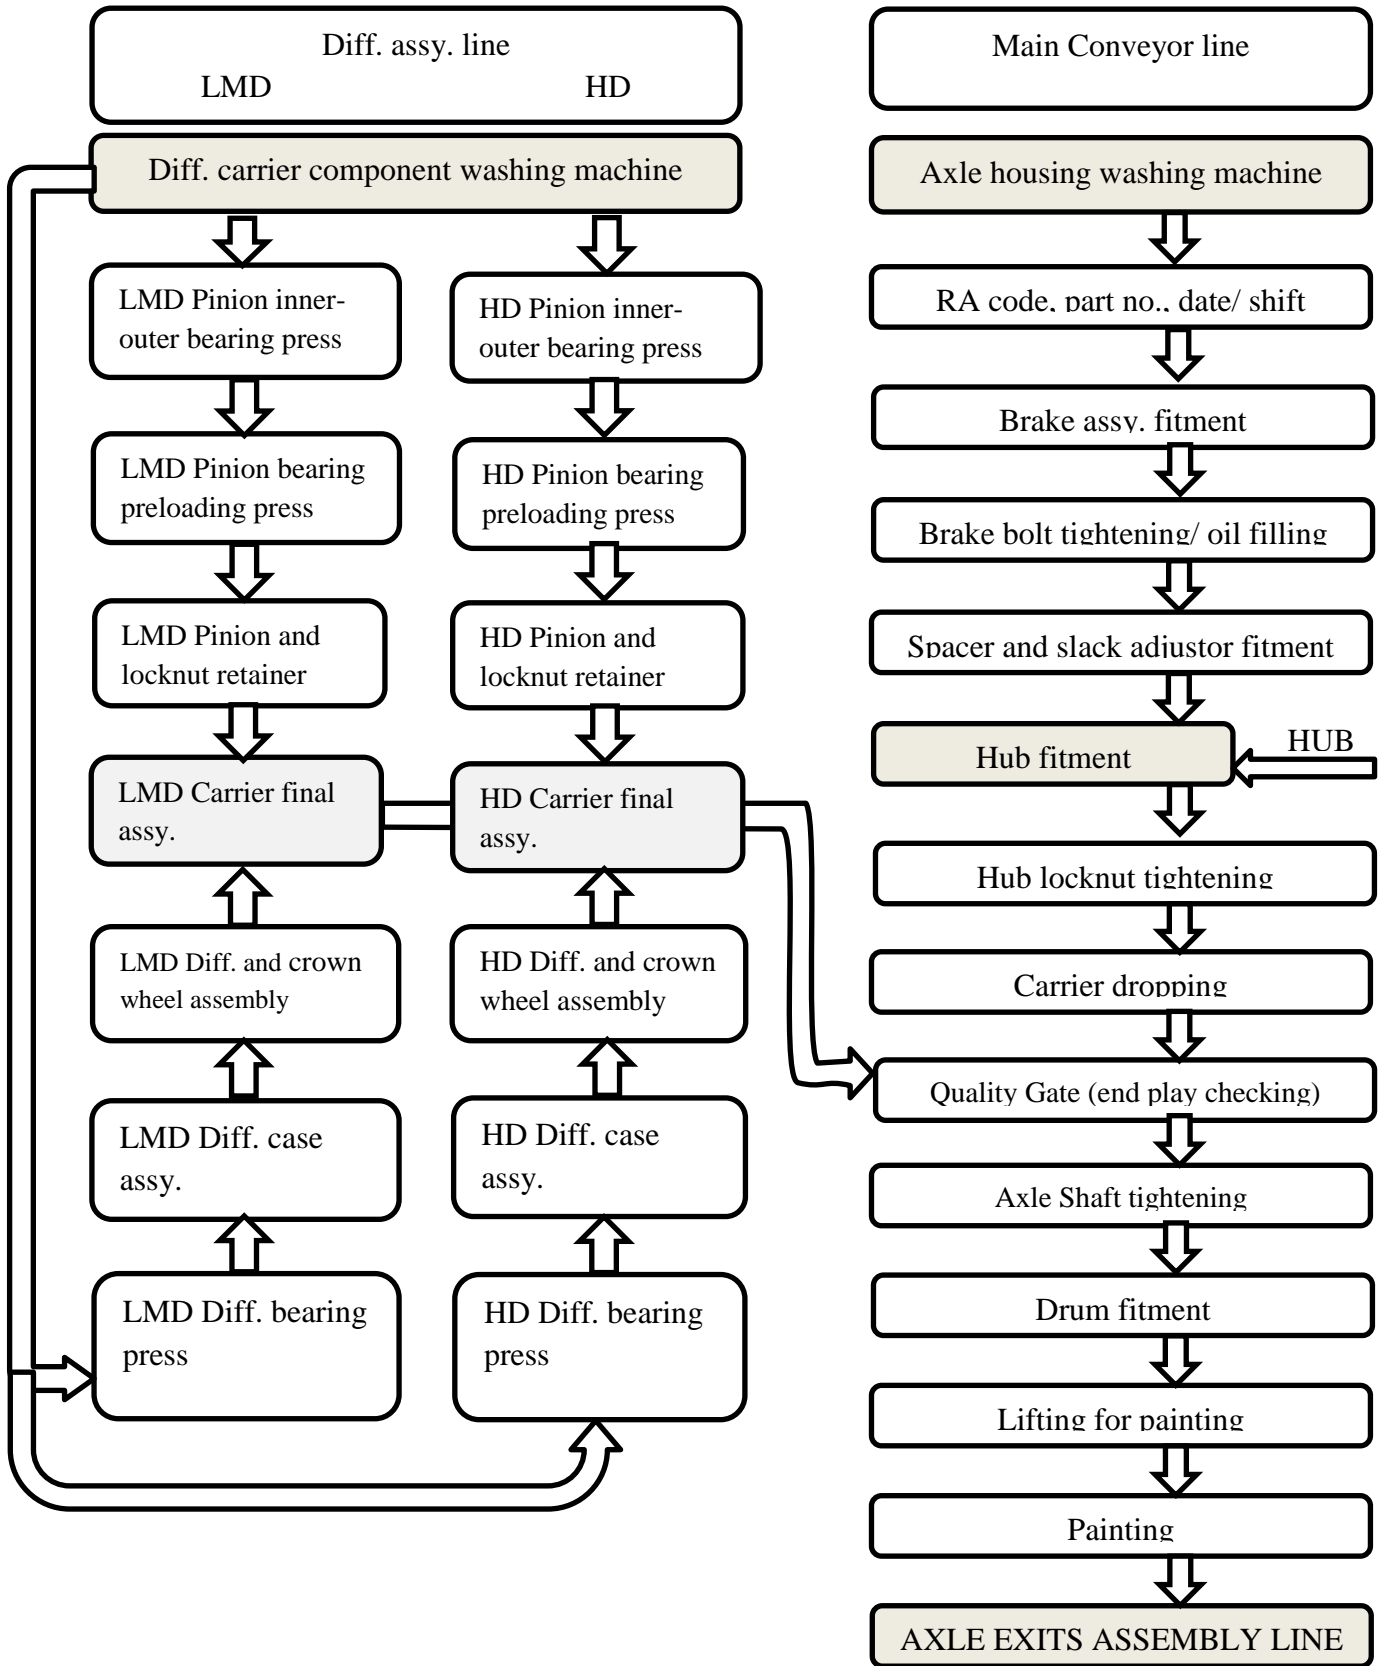 Diff. assy. line
LMD HD
Diff. carrier component washing machine
LMD Pinion inner-
outer bearing press
LMD Pinion bearing
preloading press
LMD Pinion and
locknut retainer
LMD Carrier final
assy.
LMD Diff. and crown
wheel assembly
LMD Diff. case
assy.
LMD Diff. bearing
press
HD Pinion inner-
outer bearing press
HD Pinion bearing
preloading press
HD Pinion and
locknut retainer
HD Carrier final
assy.
HD Diff. and crown
wheel assembly
HD Diff. case
assy.
HD Diff. bearing
press
Main Conveyor line
Axle housing washing machine
RA code, part no., date/ shift
Brake assy. fitment
Brake bolt tightening/ oil filling
Spacer and slack adjustor fitment
Hub fitment
HUB
Hub locknut tightening
Carrier dropping
Quality Gate (end play checking)
Axle Shaft tightening
Drum fitment
Lifting for painting
Painting
AXLE EXITS ASSEMBLY LINE